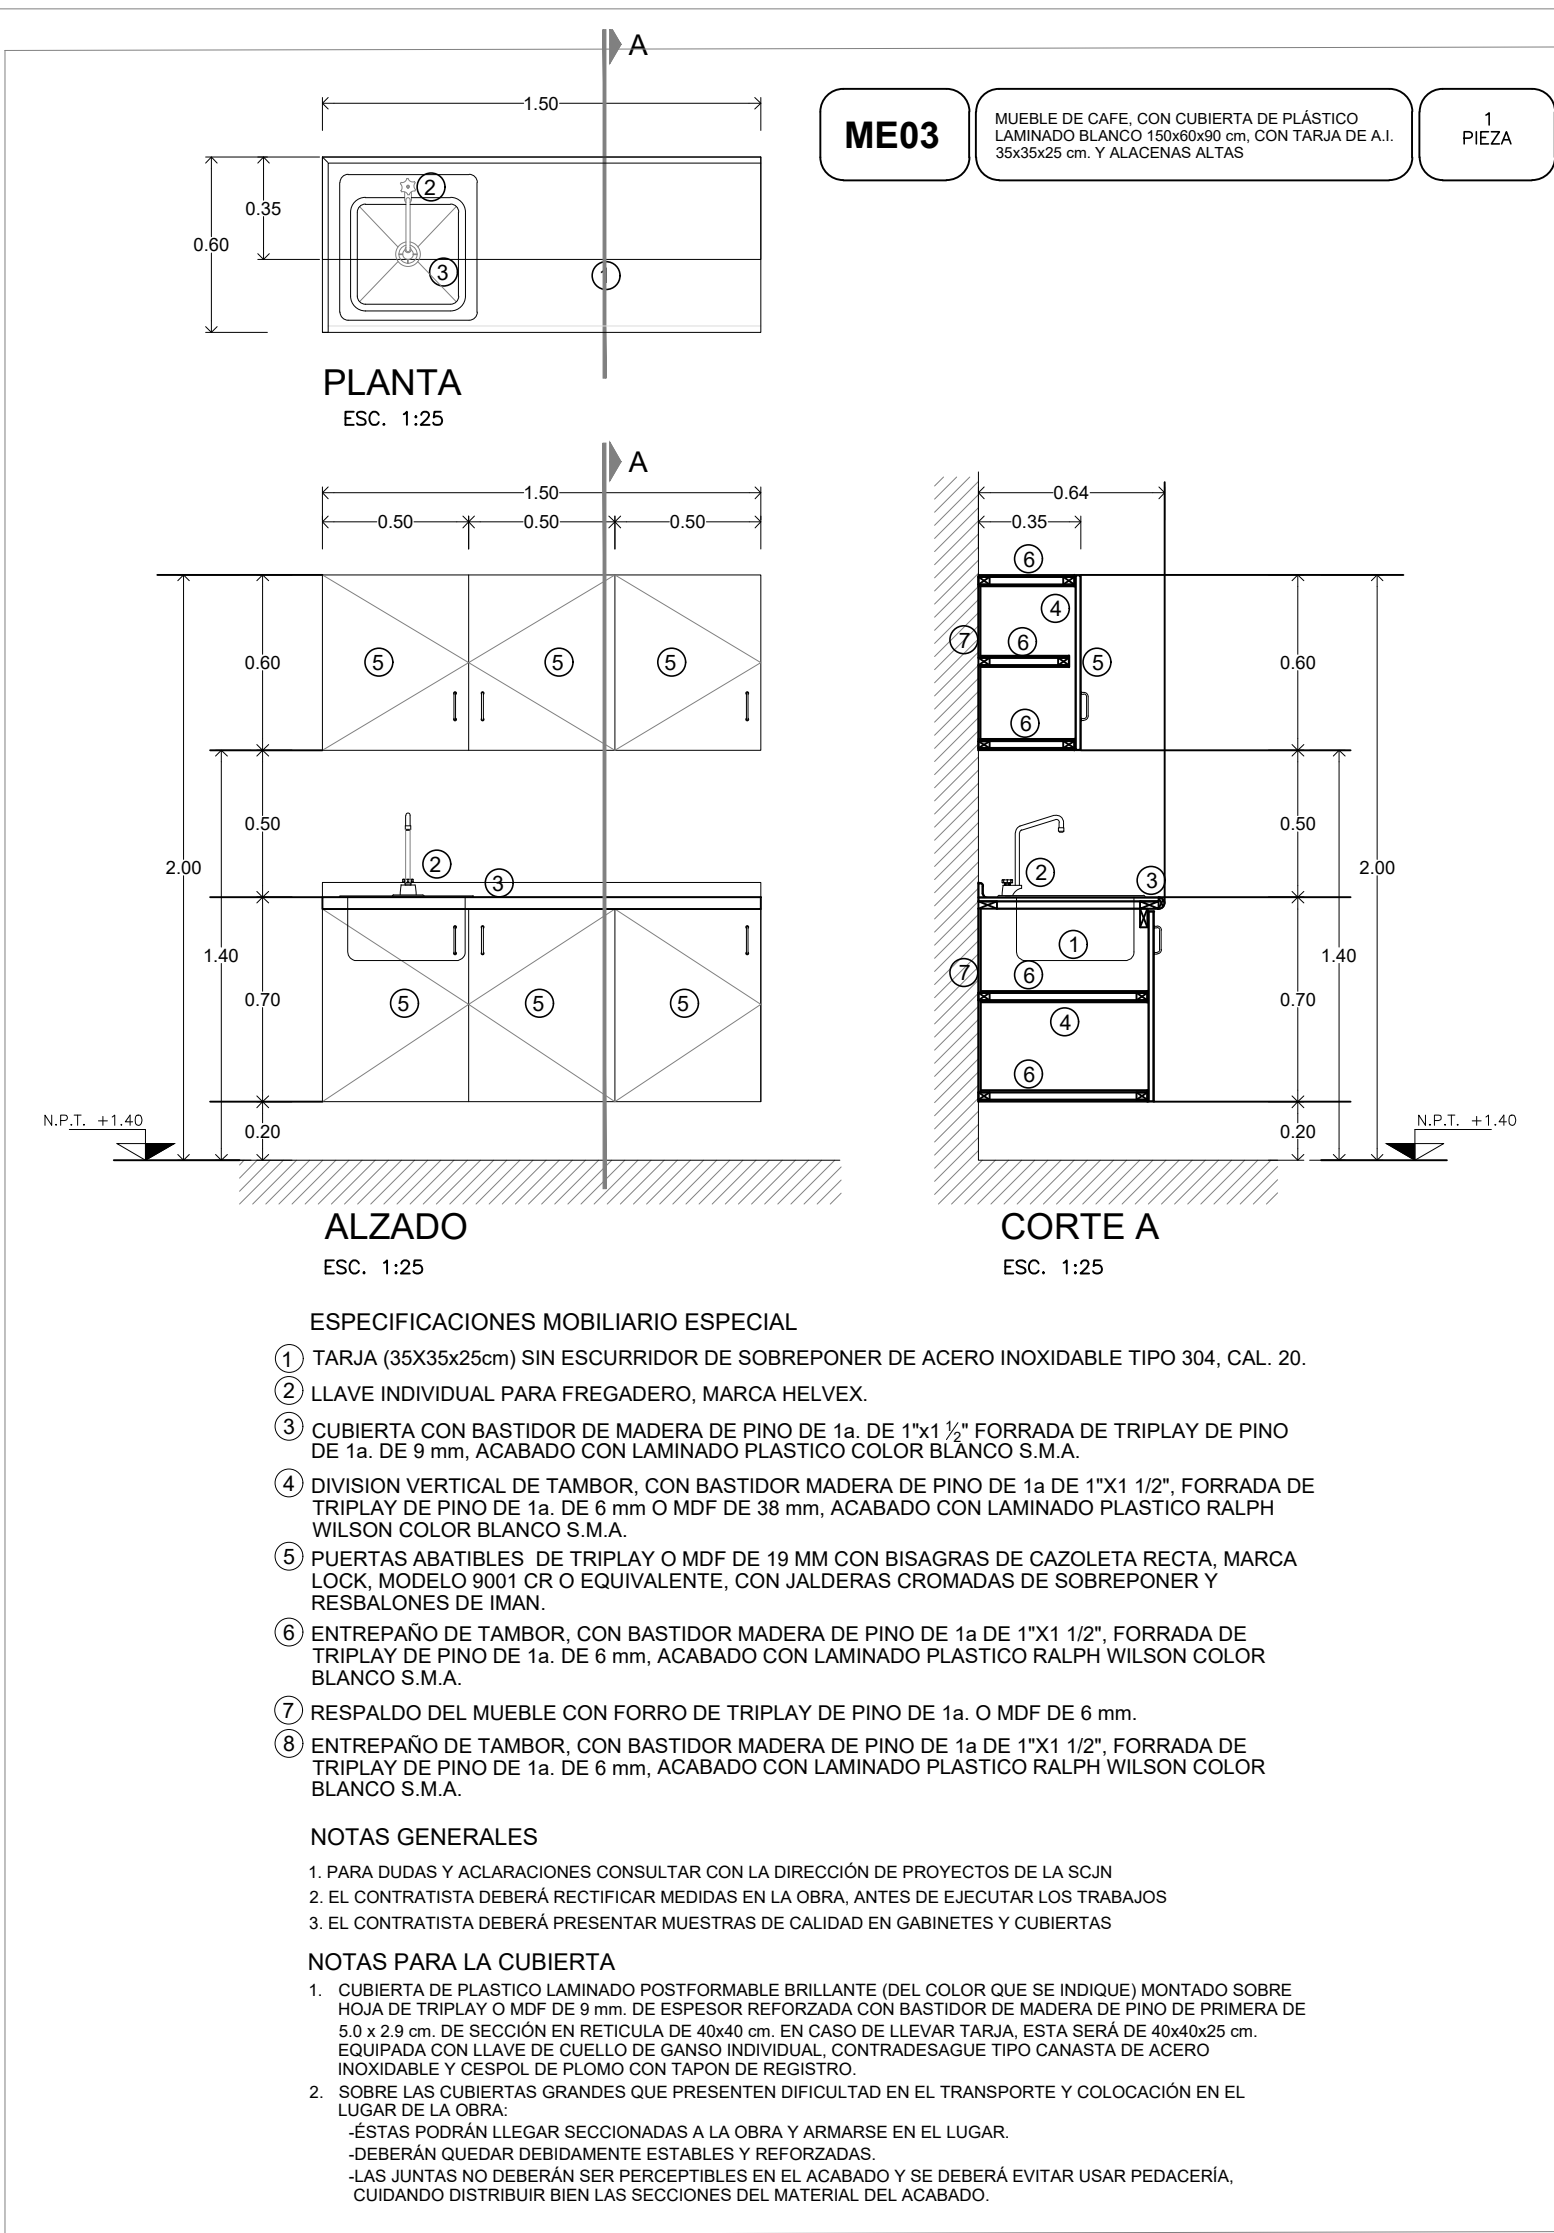 A
1.50
ME03
MUEBLE DE CAFE, CON CUBIERTA DE PLÁSTICO
LAMINADO BLANCO 150x60x90 cm, CON TARJA DE A.I.
35x35x25 cm. Y ALACENAS ALTAS
1
PIEZA
2
0.35
0.60
3
1
PLANTA
ESC. 1:25
A
1.50
0.50
0.50
0.50
0.60
5
5
5
0.50
2.00
2
3
1.40
0.70
5
5
5
N.P.T. +1.40
0.20
ALZADO
ESC. 1:25
0.64
0.35
6
4
7
6
5
0.60
6
0.50
2
3
2.00
1
1.40
7
6
0.70
4
6
N.P.T. +1.40
0.20
CORTE A
ESC. 1:25
ESPECIFICACIONES MOBILIARIO ESPECIAL
1 TARJA (35X35x25cm) SIN ESCURRIDOR DE SOBREPONER DE ACERO INOXIDABLE TIPO 304, CAL. 20.
2 LLAVE INDIVIDUAL PARA FREGADERO, MARCA HELVEX.
3 CUBIERTA CON BASTIDOR DE MADERA DE PINO DE 1a. DE 1"x1 ½" FORRADA DE TRIPLAY DE PINO
DE 1a. DE 9 mm, ACABADO CON LAMINADO PLASTICO COLOR BLANCO S.M.A.
4 DIVISION VERTICAL DE TAMBOR, CON BASTIDOR MADERA DE PINO DE 1a DE 1"X1 1/2", FORRADA DE
TRIPLAY DE PINO DE 1a. DE 6 mm O MDF DE 38 mm, ACABADO CON LAMINADO PLASTICO RALPH
WILSON COLOR BLANCO S.M.A.
5 PUERTAS ABATIBLES DE TRIPLAY O MDF DE 19 MM CON BISAGRAS DE CAZOLETA RECTA, MARCA
LOCK, MODELO 9001 CR O EQUIVALENTE, CON JALDERAS CROMADAS DE SOBREPONER Y
RESBALONES DE IMAN.
6 ENTREPAÑO DE TAMBOR, CON BASTIDOR MADERA DE PINO DE 1a DE 1"X1 1/2", FORRADA DE
TRIPLAY DE PINO DE 1a. DE 6 mm, ACABADO CON LAMINADO PLASTICO RALPH WILSON COLOR
BLANCO S.M.A.
7 RESPALDO DEL MUEBLE CON FORRO DE TRIPLAY DE PINO DE 1a. O MDF DE 6 mm.
8 ENTREPAÑO DE TAMBOR, CON BASTIDOR MADERA DE PINO DE 1a DE 1"X1 1/2", FORRADA DE
TRIPLAY DE PINO DE 1a. DE 6 mm, ACABADO CON LAMINADO PLASTICO RALPH WILSON COLOR
BLANCO S.M.A.
NOTAS GENERALES
1. PARA DUDAS Y ACLARACIONES CONSULTAR CON LA DIRECCIÓN DE PROYECTOS DE LA SCJN
2. EL CONTRATISTA DEBERÁ RECTIFICAR MEDIDAS EN LA OBRA, ANTES DE EJECUTAR LOS TRABAJOS
3. EL CONTRATISTA DEBERÁ PRESENTAR MUESTRAS DE CALIDAD EN GABINETES Y CUBIERTAS
NOTAS PARA LA CUBIERTA
1. CUBIERTA DE PLASTICO LAMINADO POSTFORMABLE BRILLANTE (DEL COLOR QUE SE INDIQUE) MONTADO SOBRE
HOJA DE TRIPLAY O MDF DE 9 mm. DE ESPESOR REFORZADA CON BASTIDOR DE MADERA DE PINO DE PRIMERA DE
5.0 x 2.9 cm. DE SECCIÓN EN RETICULA DE 40x40 cm. EN CASO DE LLEVAR TARJA, ESTA SERÁ DE 40x40x25 cm.
EQUIPADA CON LLAVE DE CUELLO DE GANSO INDIVIDUAL, CONTRADESAGUE TIPO CANASTA DE ACERO
INOXIDABLE Y CESPOL DE PLOMO CON TAPON DE REGISTRO.
2. SOBRE LAS CUBIERTAS GRANDES QUE PRESENTEN DIFICULTAD EN EL TRANSPORTE Y COLOCACIÓN EN EL
LUGAR DE LA OBRA:
-ÉSTAS PODRÁN LLEGAR SECCIONADAS A LA OBRA Y ARMARSE EN EL LUGAR.
-DEBERÁN QUEDAR DEBIDAMENTE ESTABLES Y REFORZADAS.
-LAS JUNTAS NO DEBERÁN SER PERCEPTIBLES EN EL ACABADO Y SE DEBERÁ EVITAR USAR PEDACERÍA,
CUIDANDO DISTRIBUIR BIEN LAS SECCIONES DEL MATERIAL DEL ACABADO.